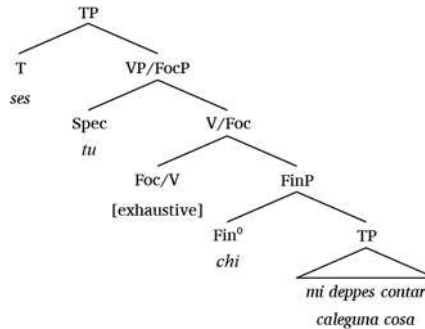 TP
T VP/FocP
ses
Spec V/Foc
tu
Foc/V FinP
[exhaustive]
Fin⁰ TP
chi
mi deppes contar
caleguna cosa